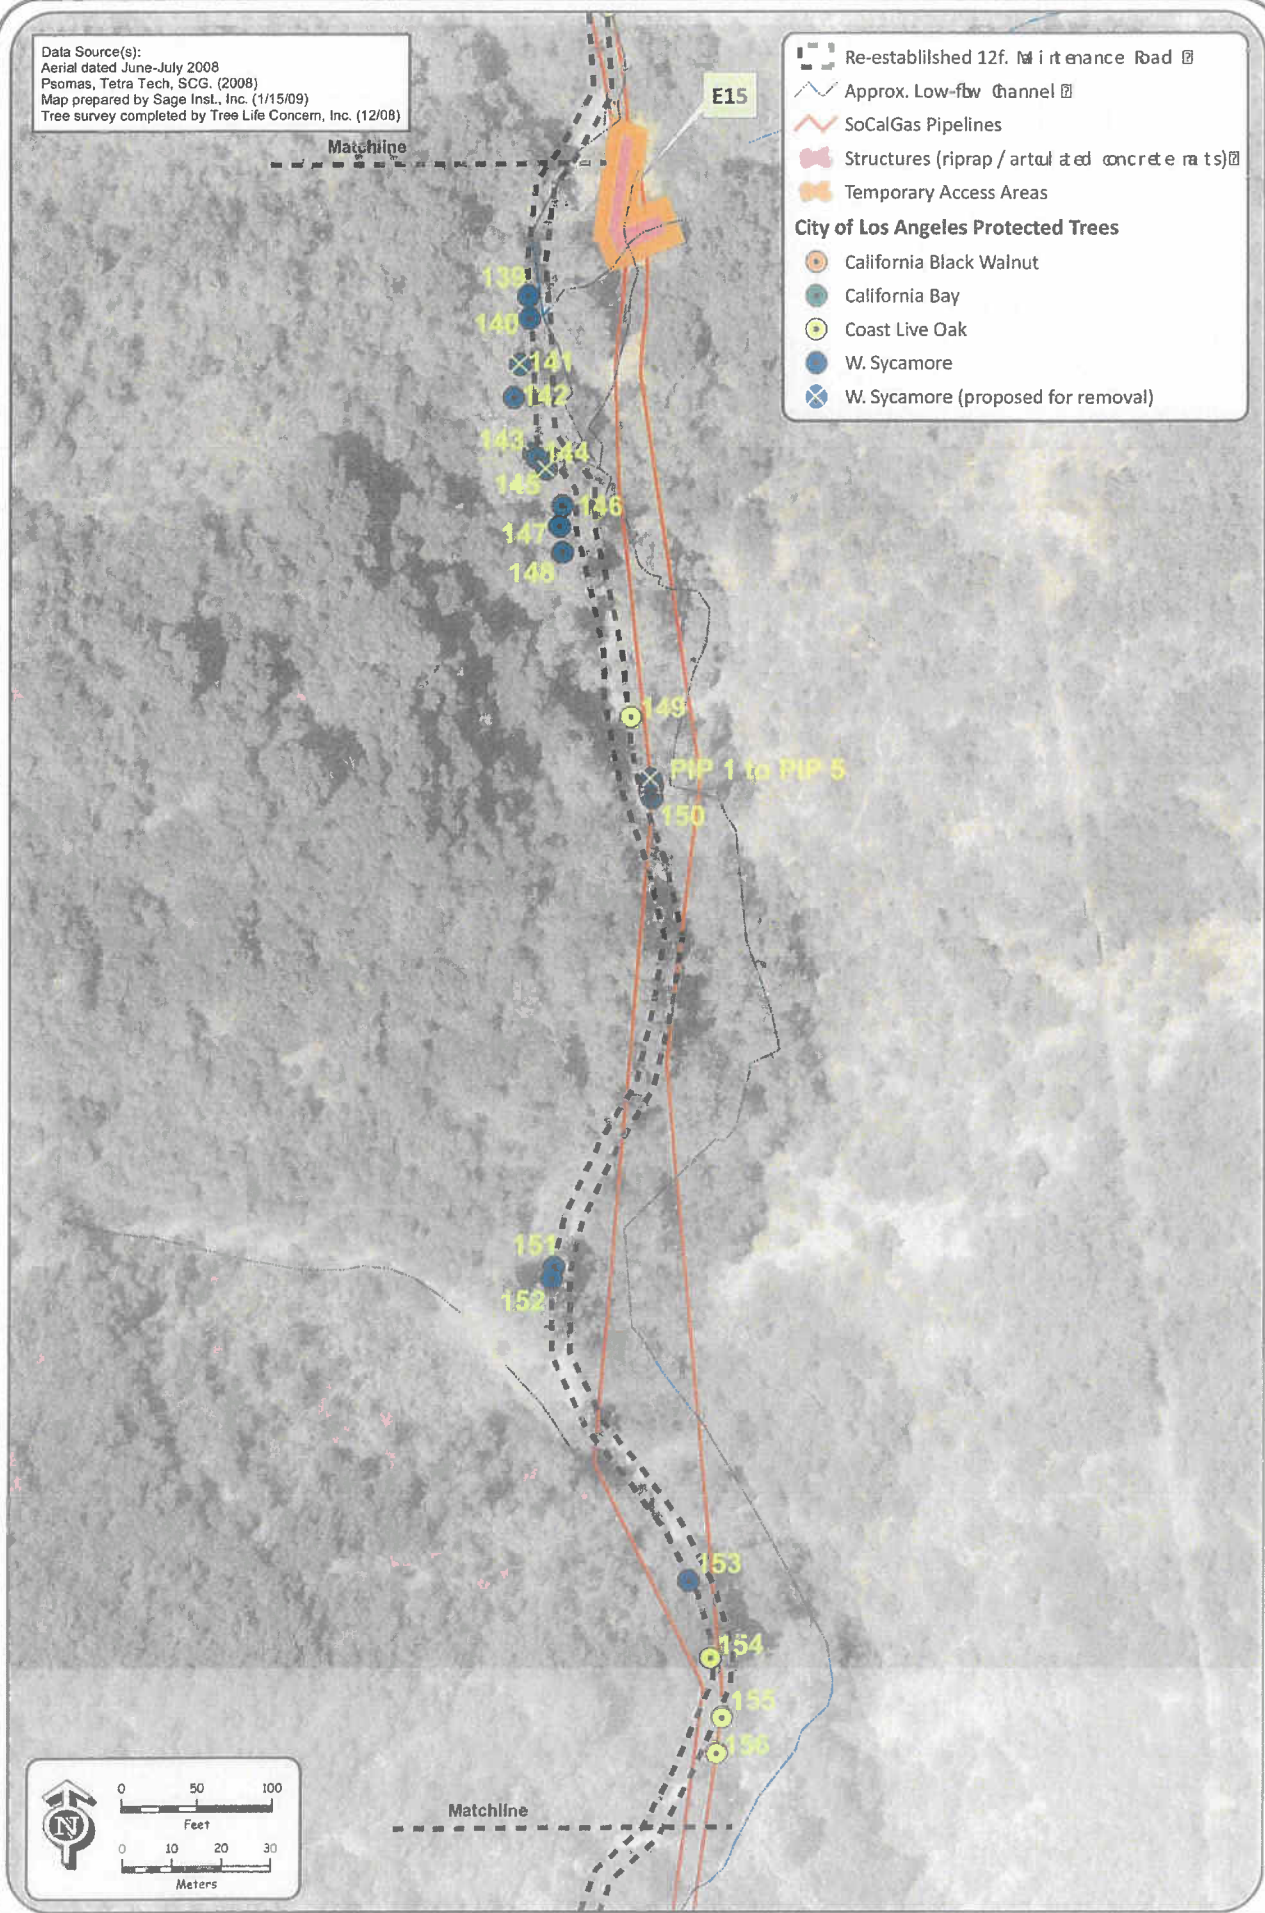 Data Source(s):
Aerial dated June-July 2008
Psomas, Tetra Tech, SCG. (2008)
Map prepared by Sage Inst., Inc. (1/15/09)
Tree survey completed by Tree Life Concern, Inc. (12/08)
Matchline
E15
Re-establilshed 12f. Maintenance Road
Approx. Low-flow Channel
SoCalGas Pipelines
Structures (riprap / artculated concrete mats)
Temporary Access Areas
City of Los Angeles Protected Trees
California Black Walnut
California Bay
Coast Live Oak
W. Sycamore
W. Sycamore (proposed for removal)
139
140
141
142
143
144
145
146
147
148
149
PIP 1 to PIP 5
150
151
152
153
154
155
156
Matchline
N
0 50 100
Feet
0 10 20 30
Meters